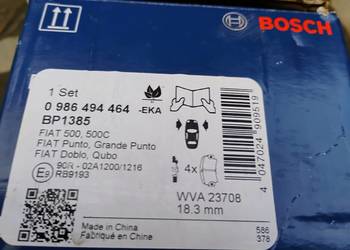 BOSCH
1 Set
0 986 494 464 -EKA
BP1385
FIAT 500, 500C
FIAT Punto, Grande Punto
FIAT Doblo, Qubo
E9 90R - 02A1200/1216
RB9193
4x
WVA 23708
18.3 mm
4 047024 909519
Made in China
Fabriqué en Chine
586
378